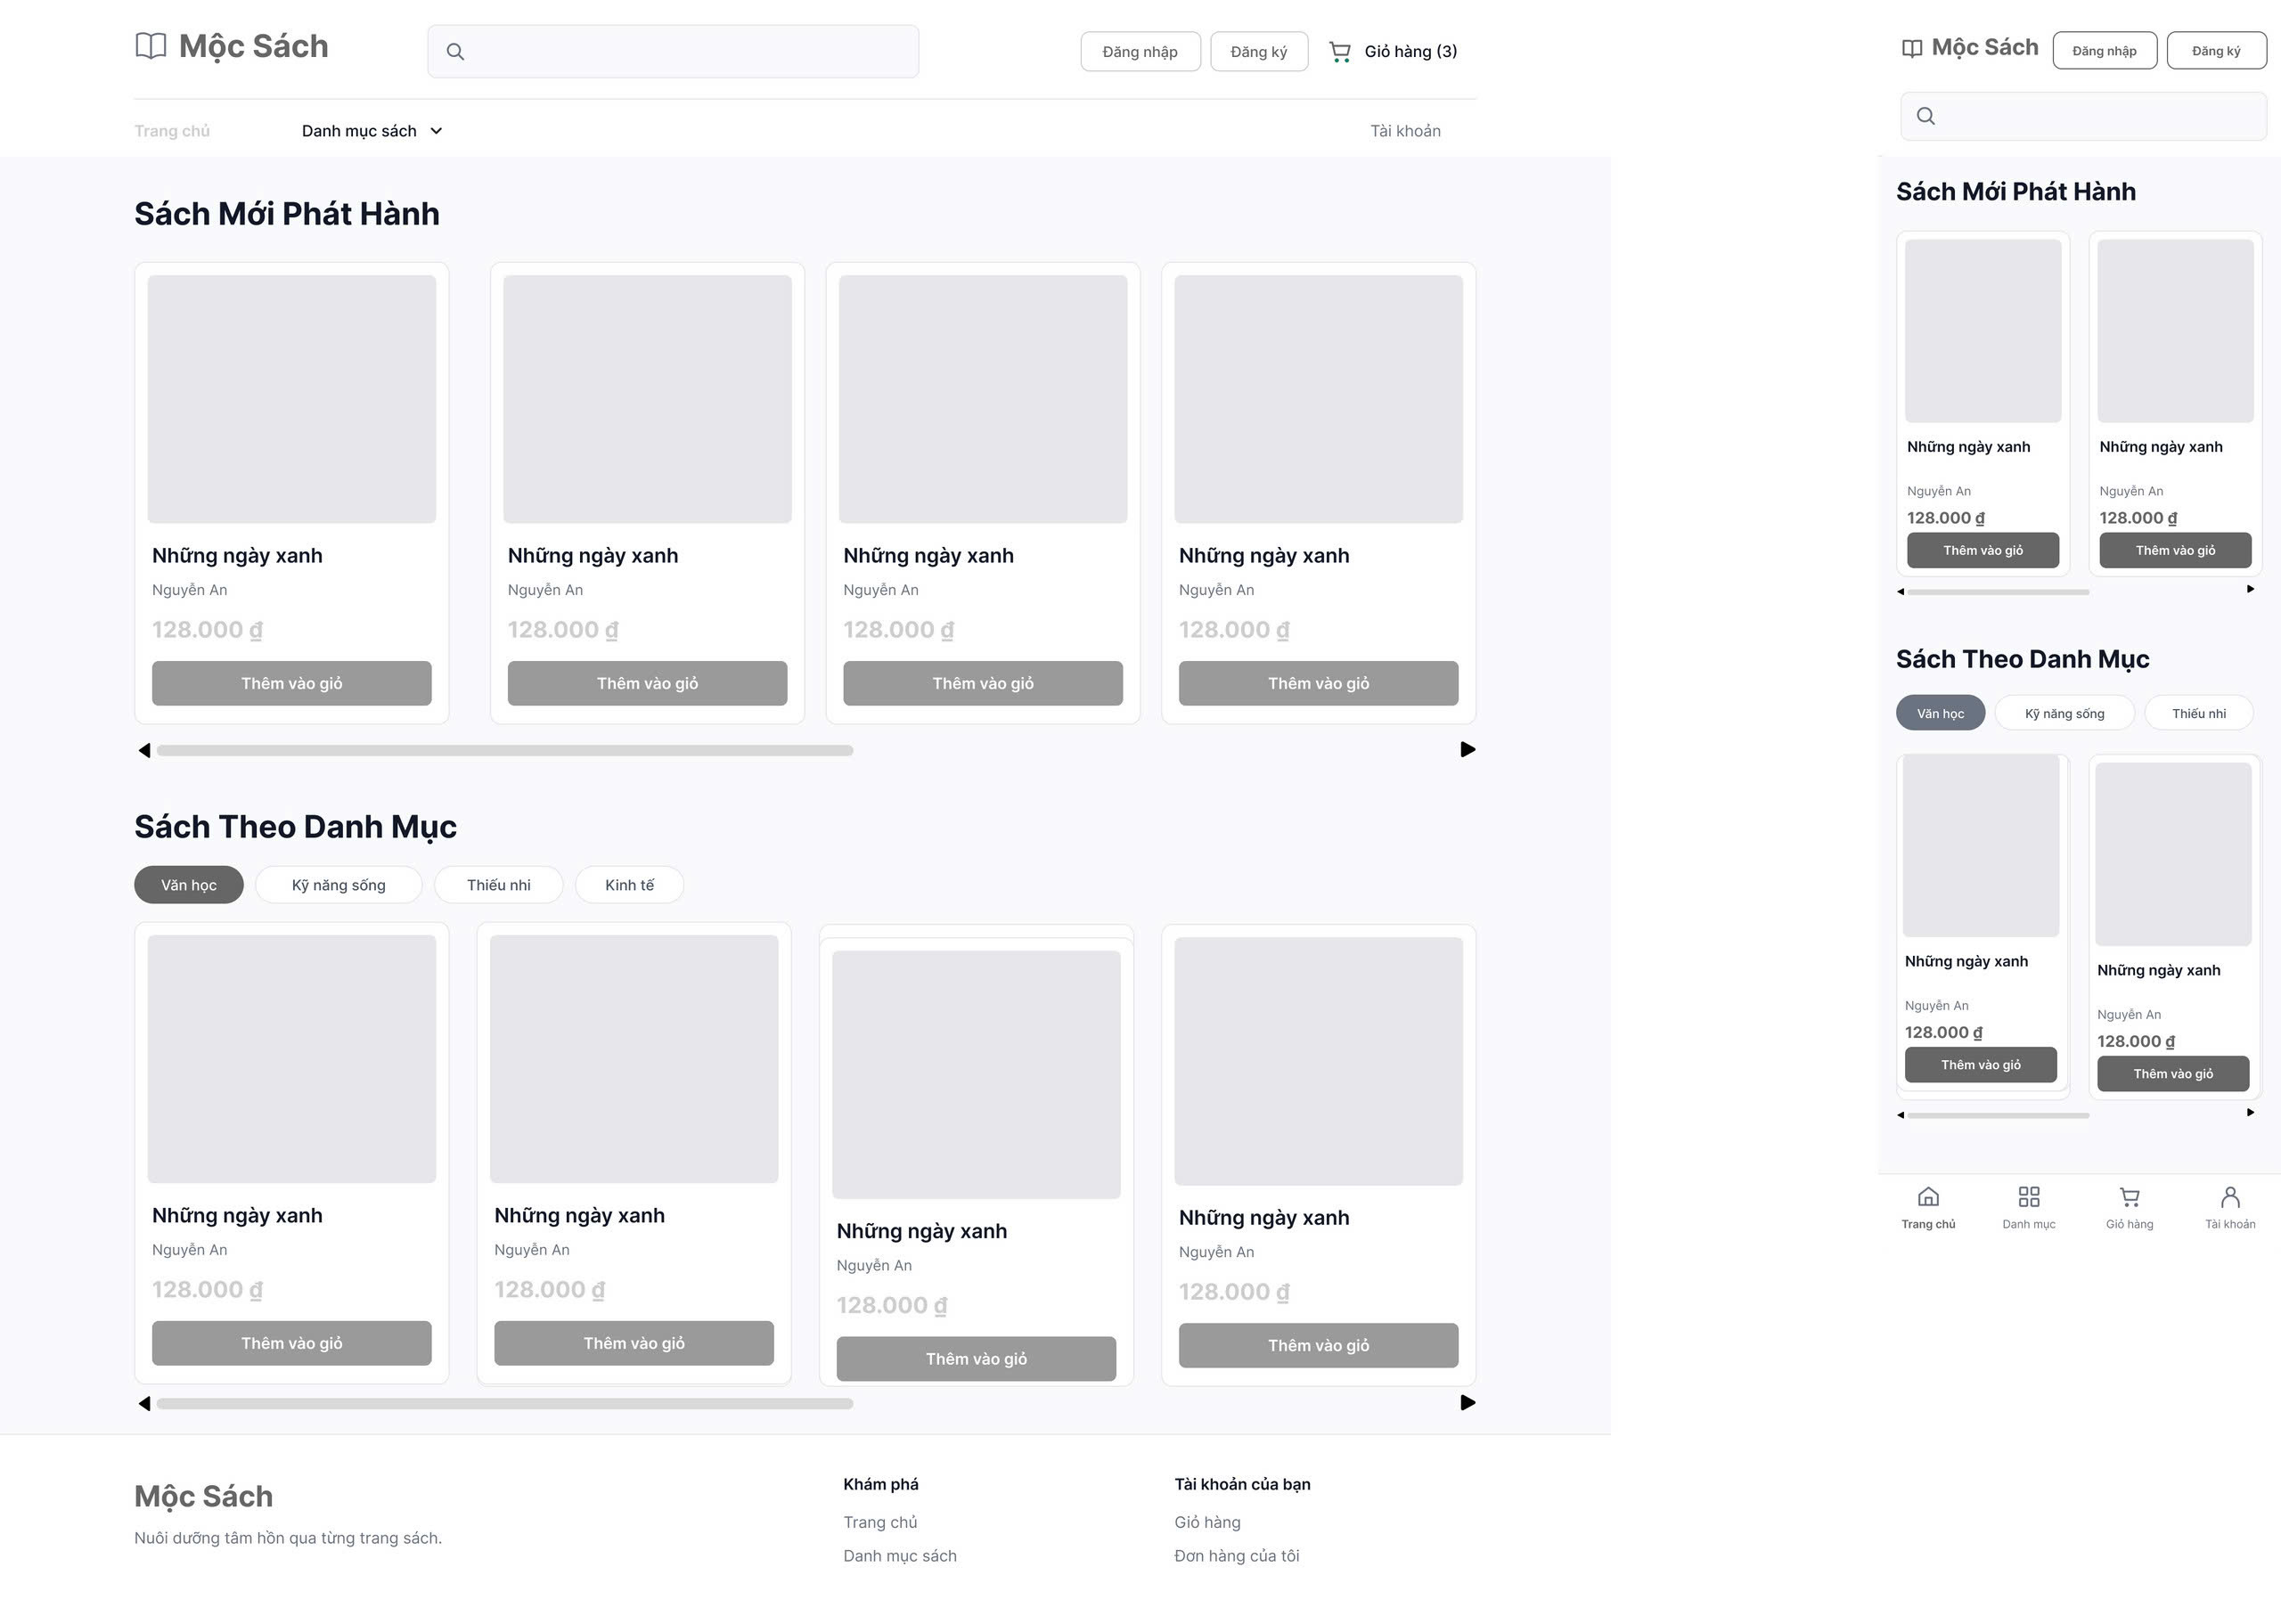 Mộc Sách
Đăng nhập Đăng ký Giỏ hàng (3)
Trang chủ Danh mục sách Tài khoản
Sách Mới Phát Hành
Những ngày xanh Những ngày xanh Những ngày xanh Những ngày xanh
Nguyễn An Nguyễn An Nguyễn An Nguyễn An
128.000 ₫ 128.000 ₫ 128.000 ₫ 128.000 ₫
Thêm vào giỏ Thêm vào giỏ Thêm vào giỏ Thêm vào giỏ
Sách Theo Danh Mục
Văn học Kỹ năng sống Thiếu nhi Kinh tế
Những ngày xanh Những ngày xanh Những ngày xanh Những ngày xanh
Nguyễn An Nguyễn An Nguyễn An Nguyễn An
128.000 ₫ 128.000 ₫ 128.000 ₫ 128.000 ₫
Thêm vào giỏ Thêm vào giỏ Thêm vào giỏ Thêm vào giỏ
Mộc Sách
Nuôi dưỡng tâm hồn qua từng trang sách.
Khám phá
Trang chủ
Danh mục sách
Tài khoản của bạn
Giỏ hàng
Đơn hàng của tôi
Mộc Sách Đăng nhập Đăng ký
Sách Mới Phát Hành
Những ngày xanh Những ngày xanh
Nguyễn An Nguyễn An
128.000 ₫ 128.000 ₫
Thêm vào giỏ Thêm vào giỏ
Sách Theo Danh Mục
Văn học Kỹ năng sống Thiếu nhi
Những ngày xanh Những ngày xanh
Nguyễn An Nguyễn An
128.000 ₫ 128.000 ₫
Thêm vào giỏ Thêm vào giỏ
Trang chủ Danh mục Giỏ hàng Tài khoản